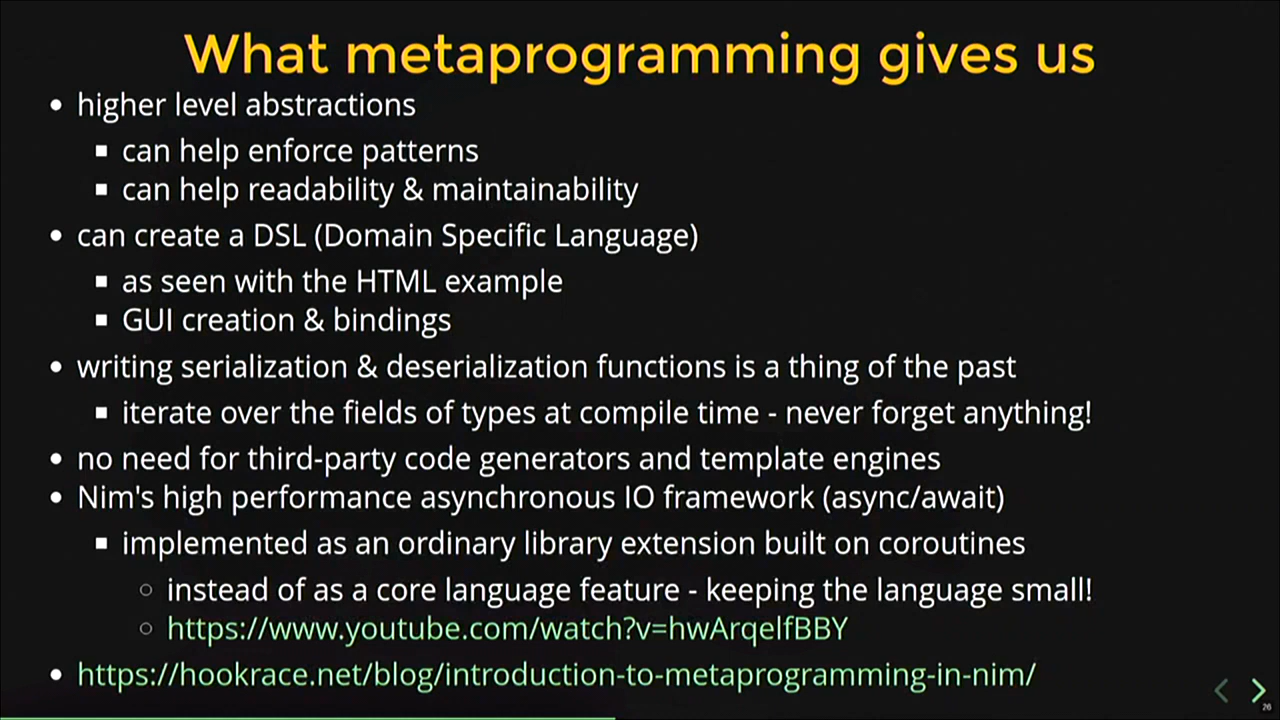 What metaprogramming gives us
higher level abstractions
can help enforce patterns
can help readability & maintainability
can create a DSL (Domain Specific Language)
as seen with the HTML example
GUI creation & bindings
writing serialization & deserialization functions is a thing of the past
iterate over the fields of types at compile time - never forget anything!
no need for third-party code generators and template engines
Nim's high performance asynchronous IO framework (async/await)
implemented as an ordinary library extension built on coroutines
instead of as a core language feature - keeping the language small!
https://www.youtube.com/watch?v=hwArqelfBBY
https://hookrace.net/blog/introduction-to-metaprogramming-in-nim/
26